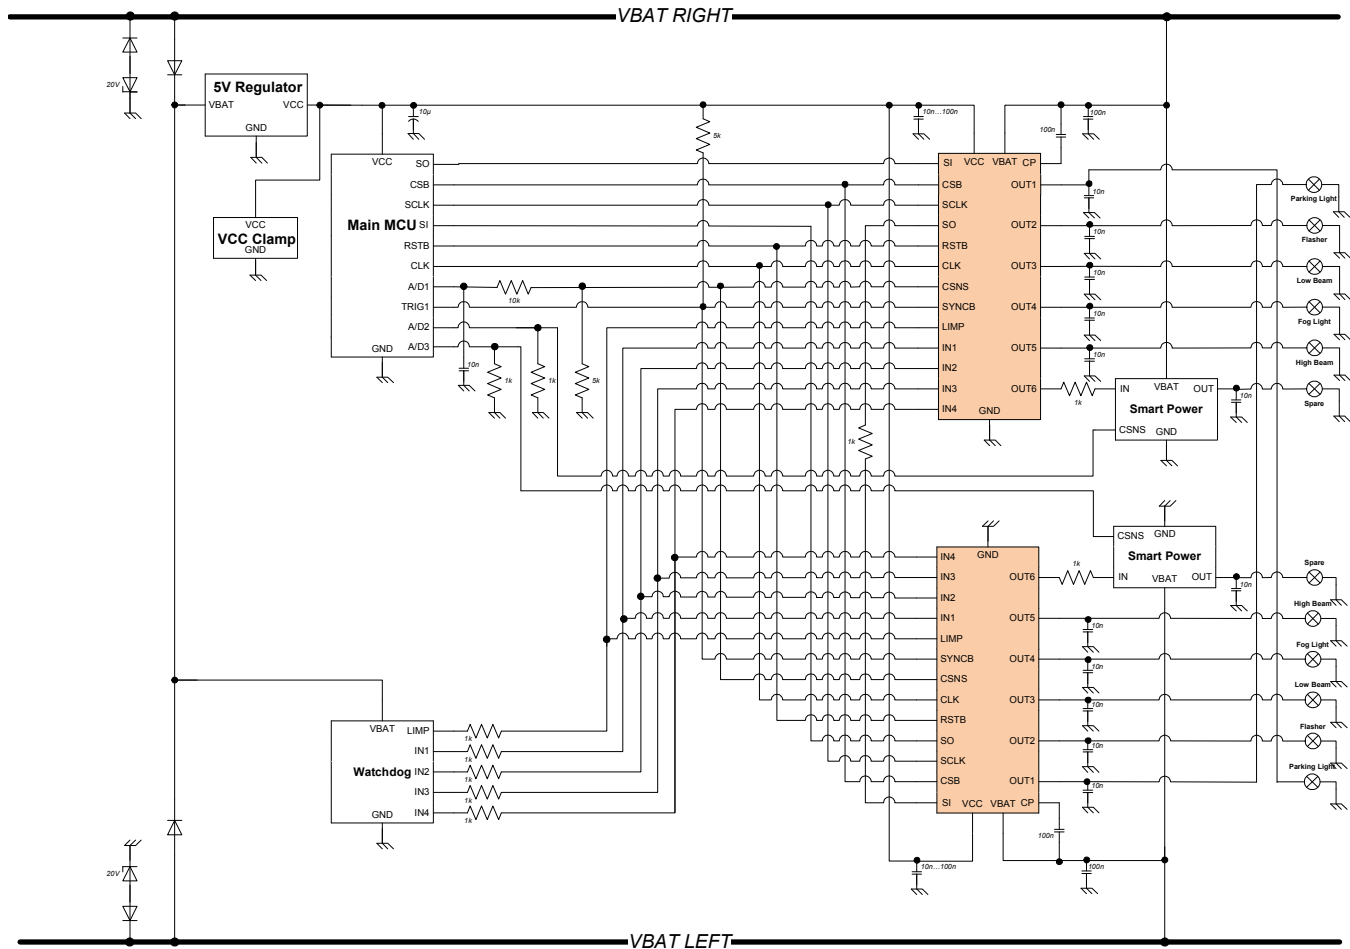 VBAT RIGHT
20V
5V Regulator
VBAT
VCC
GND
VCC
VCC Clamp
GND
10µ
5k
10n...100n
100n
100n
VCC
Main MCU
SO
CSB
SCLK
SI
RSTB
CLK
A/D1
TRIG1
A/D2
A/D3
GND
10k
10n
1k
1k
5k
SI
VCC
VBAT
CP
CSB
SCLK
SO
RSTB
CLK
CSNS
SYNCB
LIMP
IN1
IN2
IN3
IN4
GND
OUT1
OUT2
OUT3
OUT4
OUT5
OUT6
10n
10n
10n
10n
10n
1k
1k
IN
VBAT
OUT
Smart Power
CSNS
GND
10n
Parking Light
Flasher
Low Beam
Fog Light
High Beam
Spare
CSNS
GND
Smart Power
IN
VBAT
OUT
1k
10n
GND
IN4
IN3
IN2
IN1
LIMP
SYNCB
CSNS
CLK
RSTB
SO
SCLK
CSB
SI
VCC
VBAT
CP
OUT6
OUT5
OUT4
OUT3
OUT2
OUT1
10n
10n
10n
10n
10n
Spare
High Beam
Fog Light
Low Beam
Flasher
Parking Light
VBAT
Watchdog
LIMP
IN1
IN2
IN3
IN4
GND
1k
1k
1k
1k
1k
100n
10n...100n
100n
20V
VBAT LEFT